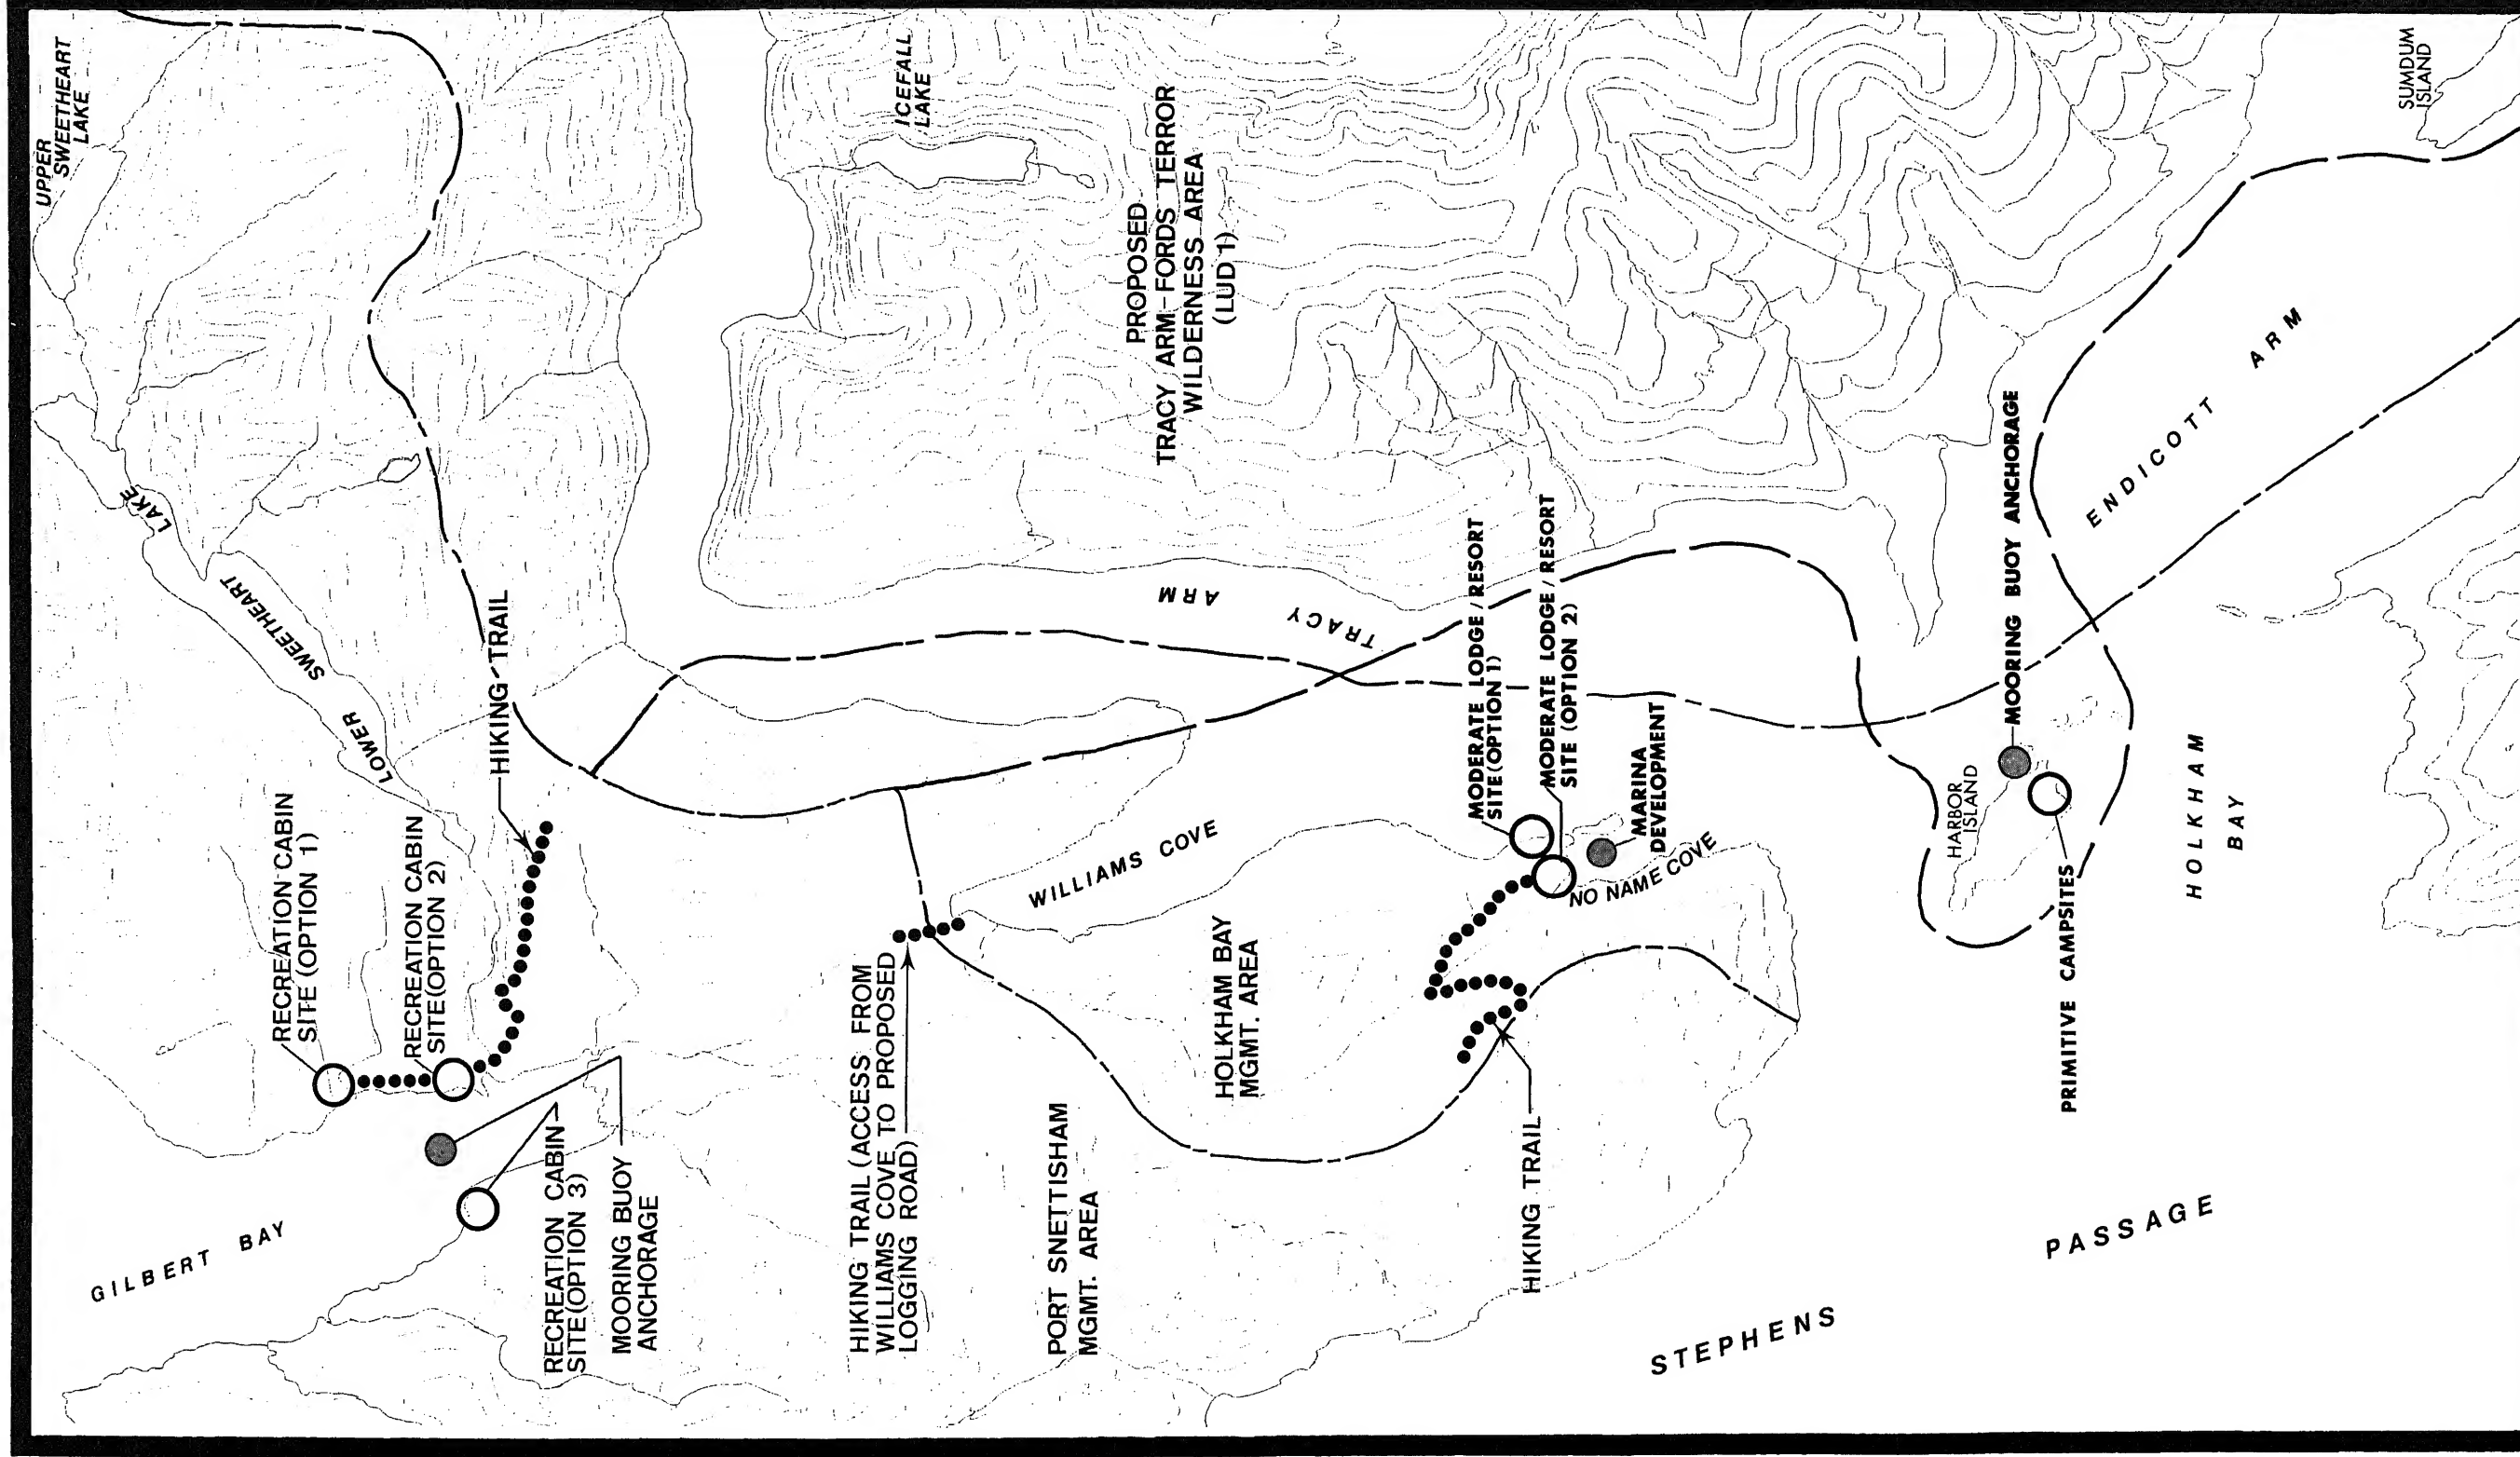 UPPER
SWEETHEART
LAKE
ICEFALL
LAKE
SUMDUM
ISLAND
PROPOSED
TRACY ARM-FORDS TERROR
WILDERNESS AREA
(LUD 1)
LOWER SWEETHEART LAKE
HIKING TRAIL
TRACY ARM
ENDICOTT ARM
MOORING BUOY ANCHORAGE
MODERATE LODGE/RESORT
SITE (OPTION 1)
MODERATE LODGE/RESORT
SITE (OPTION 2)
MARINA
DEVELOPMENT
NO NAME COVE
HARBOR
ISLAND
HOLKHAM
BAY
RECREATION CABIN
SITE (OPTION 1)
RECREATION CABIN
SITE (OPTION 2)
WILLIAMS COVE
HOLKHAM BAY
MGMT. AREA
PRIMITIVE CAMPSITES
GILBERT BAY
RECREATION CABIN
SITE (OPTION 3)
MOORING BUOY
ANCHORAGE
HIKING TRAIL (ACCESS FROM
WILLIAMS COVE TO PROPOSED
LOGGING ROAD)
PORT SNETTISHAM
MGMT. AREA
HIKING TRAIL
STEPHENS PASSAGE